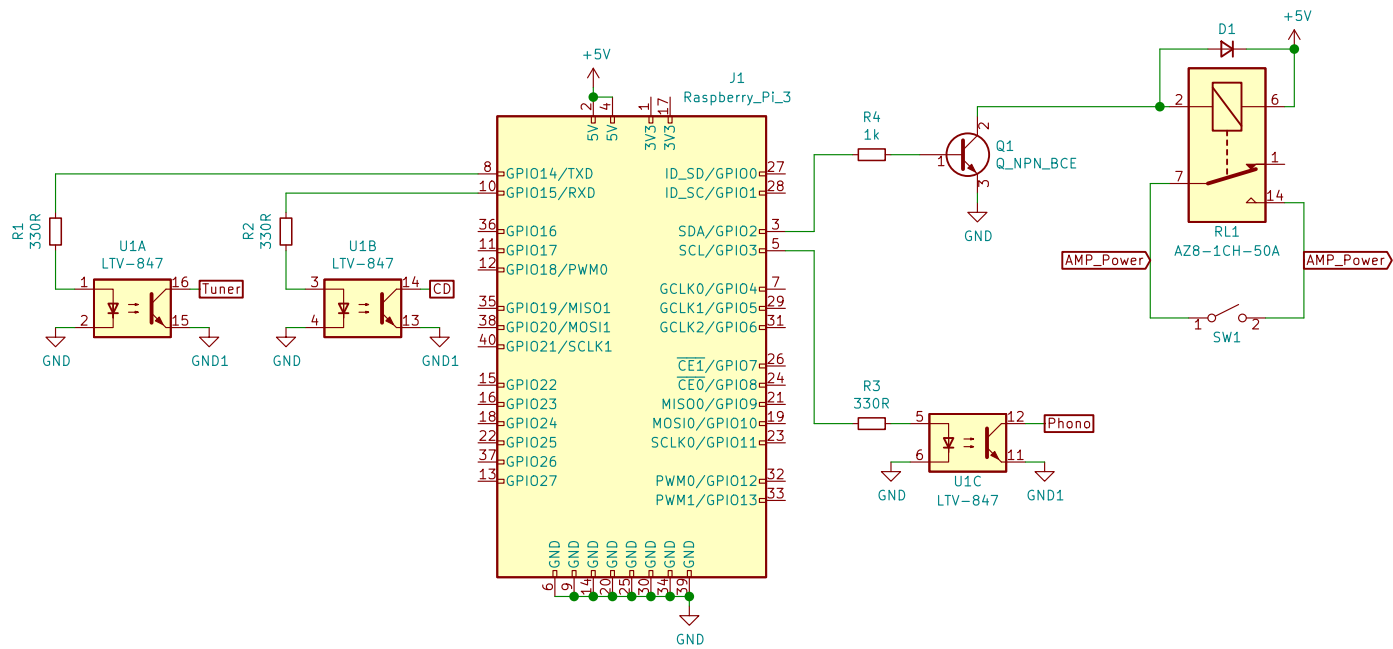 +5V
D1
+5V
J1
Raspberry_Pi_3
2
4
1
17
5V
5V
3V3
3V3
8
GPIO14/TXD
10
GPIO15/RXD
36
GPIO16
11
GPIO17
12
GPIO18/PWM0
35
GPIO19/MISO1
38
GPIO20/MOSI1
40
GPIO21/SCLK1
15
GPIO22
16
GPIO23
18
GPIO24
22
GPIO25
37
GPIO26
13
GPIO27
ID_SD/GPIO0
27
ID_SC/GPIO1
28
SDA/GPIO2
3
SCL/GPIO3
5
GCLK0/GPIO4
7
GCLK1/GPIO5
29
GCLK2/GPIO6
31
CE1/GPIO7
26
CE0/GPIO8
24
MISO0/GPIO9
21
MOSI0/GPIO10
19
SCLK0/GPIO11
23
PWM0/GPIO12
32
PWM1/GPIO13
33
GND
GND
GND
GND
GND
GND
GND
GND
6
9
14
20
25
30
34
39
GND
R1
330R
U1A
LTV-847
1
2
16
15
Tuner
GND
GND1
R2
330R
U1B
LTV-847
3
4
14
13
CD
GND
GND1
R4
1k
1
2
3
Q1
Q_NPN_BCE
GND
2
6
7
1
14
RL1
AZ8-1CH-50A
AMP_Power
AMP_Power
1
2
SW1
R3
330R
5
6
12
11
Phono
U1C
LTV-847
GND
GND1